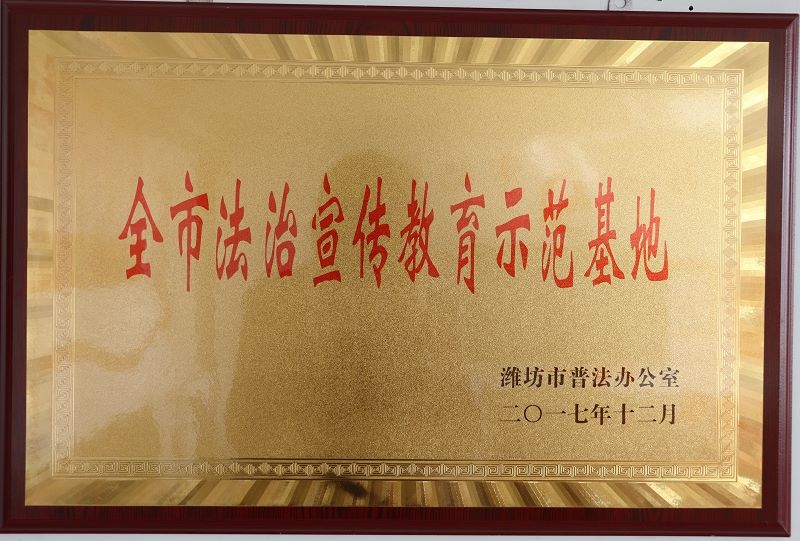 全市法治宣传教育示范基地
潍坊市普法办公室
二〇一七年十二月